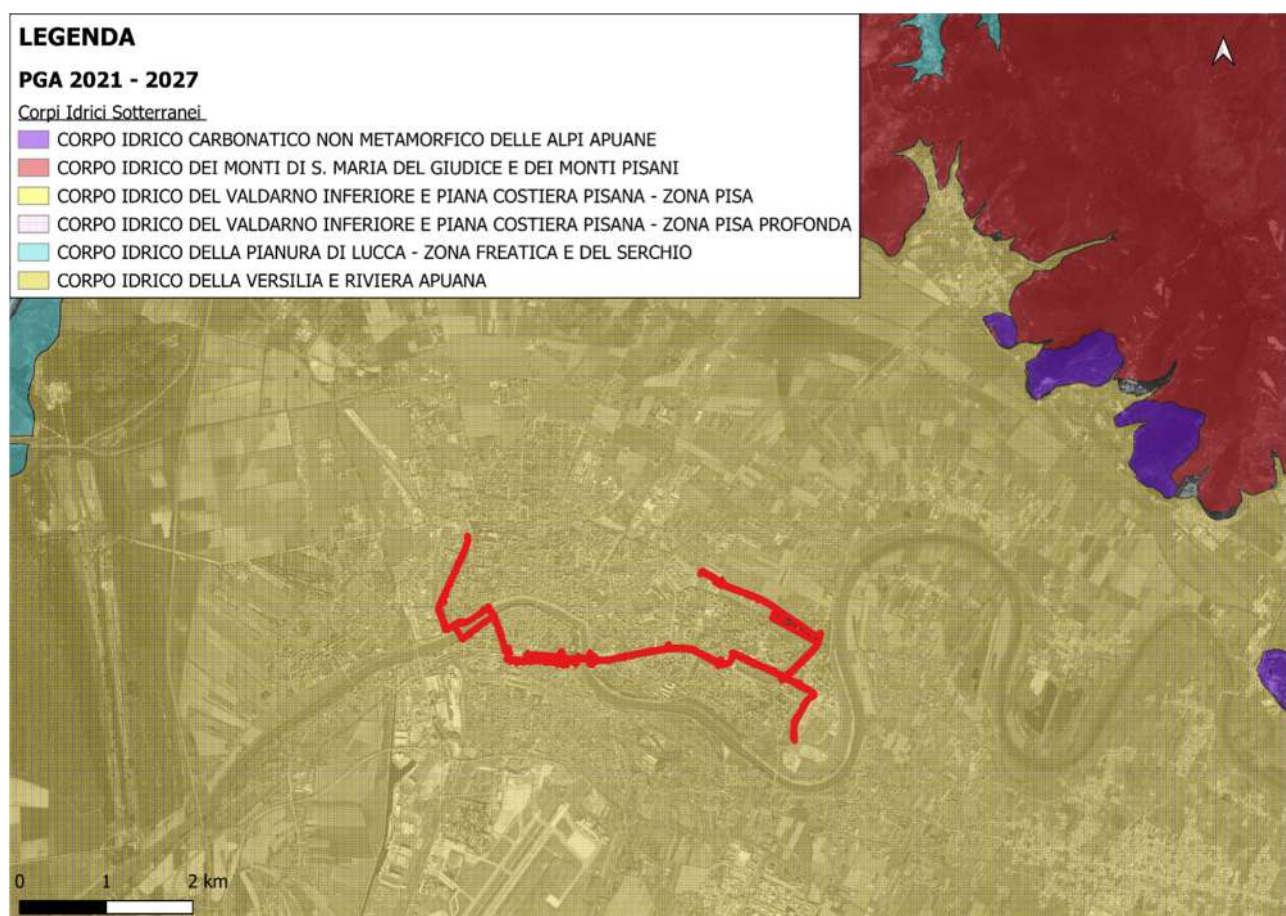 LEGENDA
PGA 2021 - 2027
Corpi Idrici Sotterranei
CORPO IDRICO CARBONATICO NON METAMORFICO DELLE ALPI APUANE
CORPO IDRICO DEI MONTI DI S. MARIA DEL GIUDICE E DEI MONTI PISANI
CORPO IDRICO DEL VALDARNO INFERIORE E PIANA COSTIERA PISANA - ZONA PISA
CORPO IDRICO DEL VALDARNO INFERIORE E PIANA COSTIERA PISANA - ZONA PISA PROFONDA
CORPO IDRICO DELLA PIANURA DI LUCCA - ZONA FREATICA E DEL SERCHIO
CORPO IDRICO DELLA VERSILIA E RIVIERA APUANA
0 1 2 km